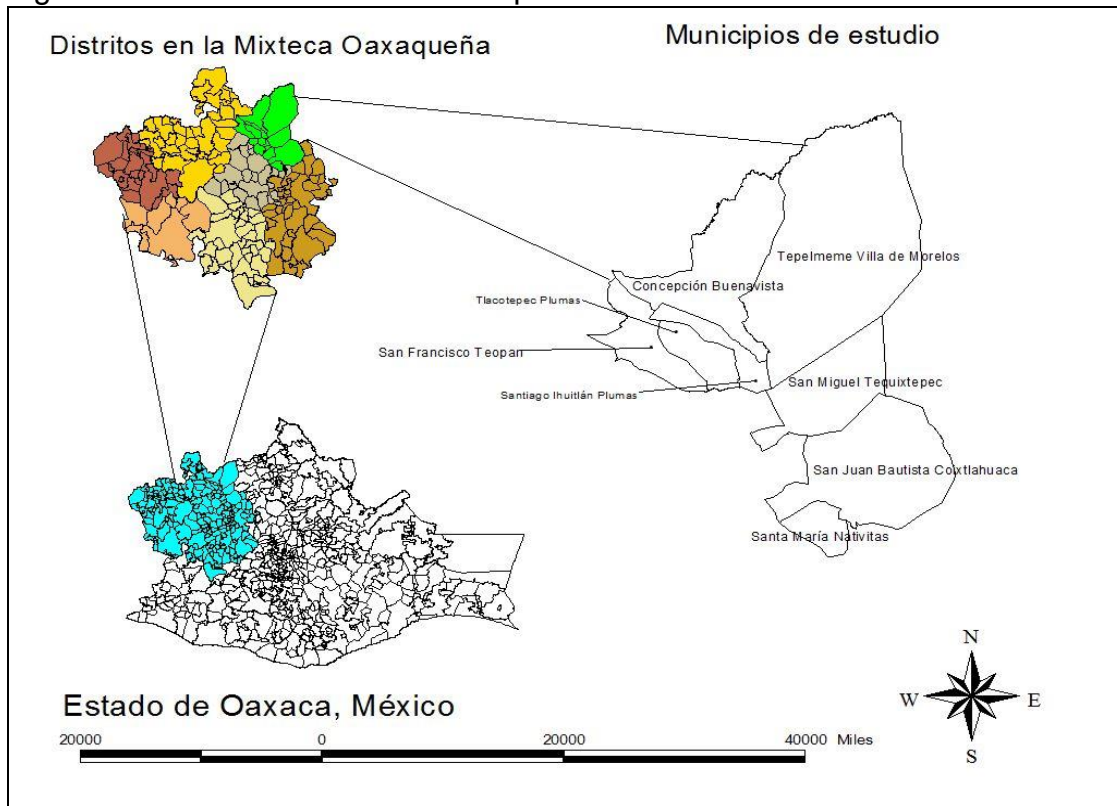 Distritos en la Mixteca Oaxaqueña
Municipios de estudio
Tepelmeme Villa de Morelos
Concepción Buenavista
Tlacotepec Plumas
San Francisco Teopan
Santiago Ihuitlán Plumas
San Miguel Tequixtepec
San Juan Bautista Coixtlahuaca
Santa María Nativitas
N
W E
S
Estado de Oaxaca, México
20000 0 20000 40000 Miles